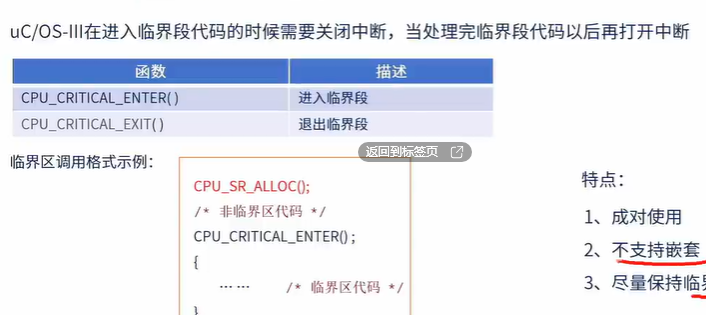 uC/OS-III在进入临界段代码的时候需要关闭中断，当处理完临界段代码以后再打开中断
函数 描述
CPU_CRITICAL_ENTER( ) 进入临界段
CPU_CRITICAL_EXIT( ) 退出临界段
返回到标签页
临界区调用格式示例：
CPU_SR_ALLOC();
/* 非临界区代码 */
CPU_CRITICAL_ENTER() ;
{
…… /* 临界区代码 */
}
特点：
1、成对使用
2、不支持嵌套
3、尽量保持临界